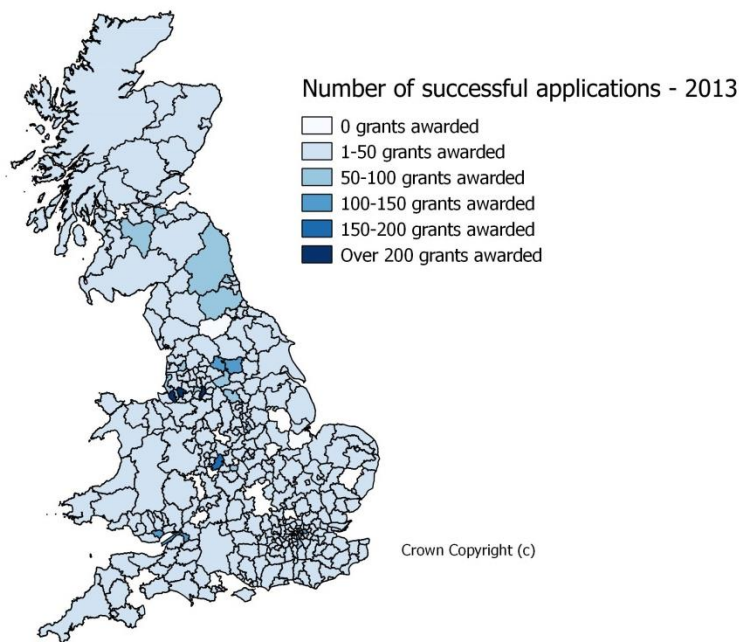 Number of successful applications - 2013
0 grants awarded
1-50 grants awarded
50-100 grants awarded
100-150 grants awarded
150-200 grants awarded
Over 200 grants awarded
Crown Copyright (c)